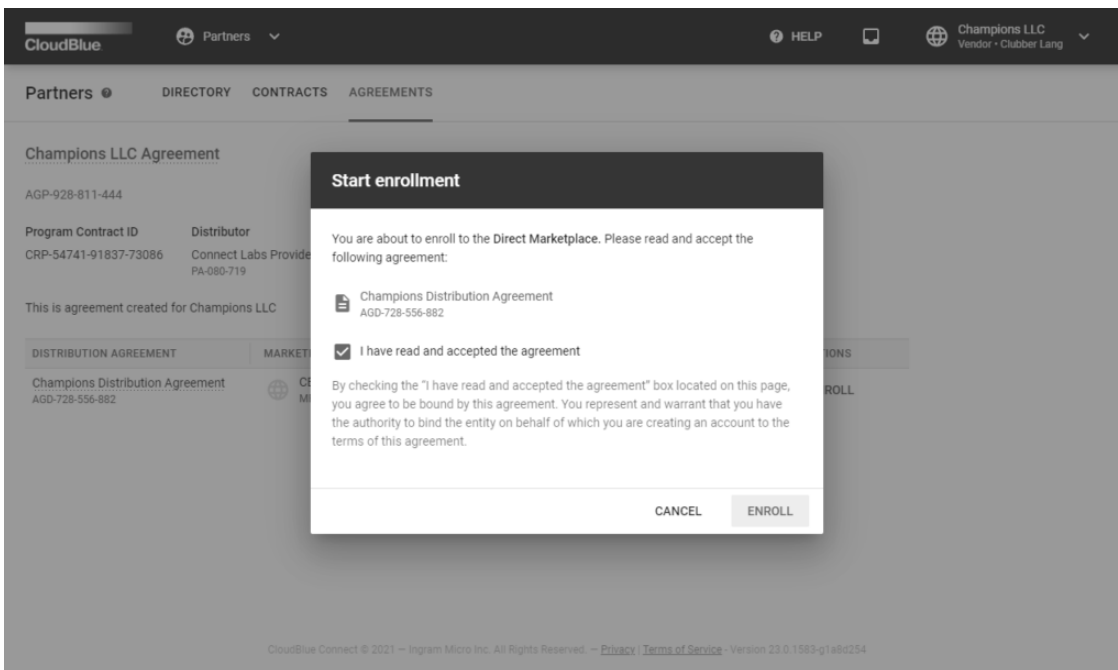 CloudBlue
Partners
HELP
Champions LLC
Vendor • Clubber Lang
Partners
DIRECTORY
CONTRACTS
AGREEMENTS
Champions LLC Agreement
AGP-928-811-444
Program Contract ID
Distributor
CRP-54741-91837-73086
Connect Labs Provide
PA-080-719
This is agreement created for Champions LLC
DISTRIBUTION AGREEMENT
MARKETI
IONS
Champions Distribution Agreement
AGD-728-556-882
ROLL
Start enrollment
You are about to enroll to the Direct Marketplace. Please read and accept the
following agreement:
Champions Distribution Agreement
AGD-728-556-882
I have read and accepted the agreement
By checking the “I have read and accepted the agreement” box located on this page,
you agree to be bound by this agreement. You represent and warrant that you have
the authority to bind the entity on behalf of which you are creating an account to the
terms of this agreement.
CANCEL
ENROLL
CloudBlue Connect © 2021 — Ingram Micro Inc. All Rights Reserved. — Privacy | Terms of Service - Version 23.0.1583-g1a8d254